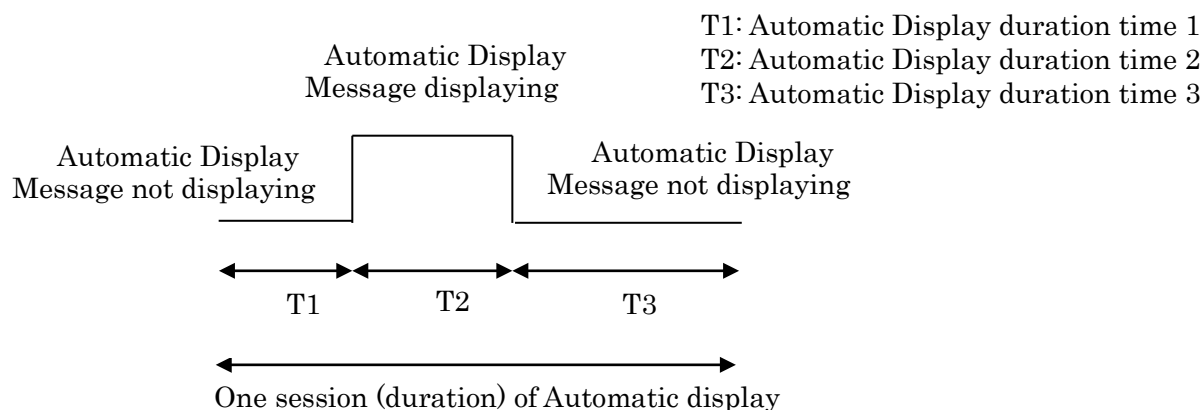 T1: Automatic Display duration time 1
T2: Automatic Display duration time 2
T3: Automatic Display duration time 3
Automatic Display
Message displaying
Automatic Display
Message not displaying
Automatic Display
Message not displaying
T1
T2
T3
One session (duration) of Automatic display